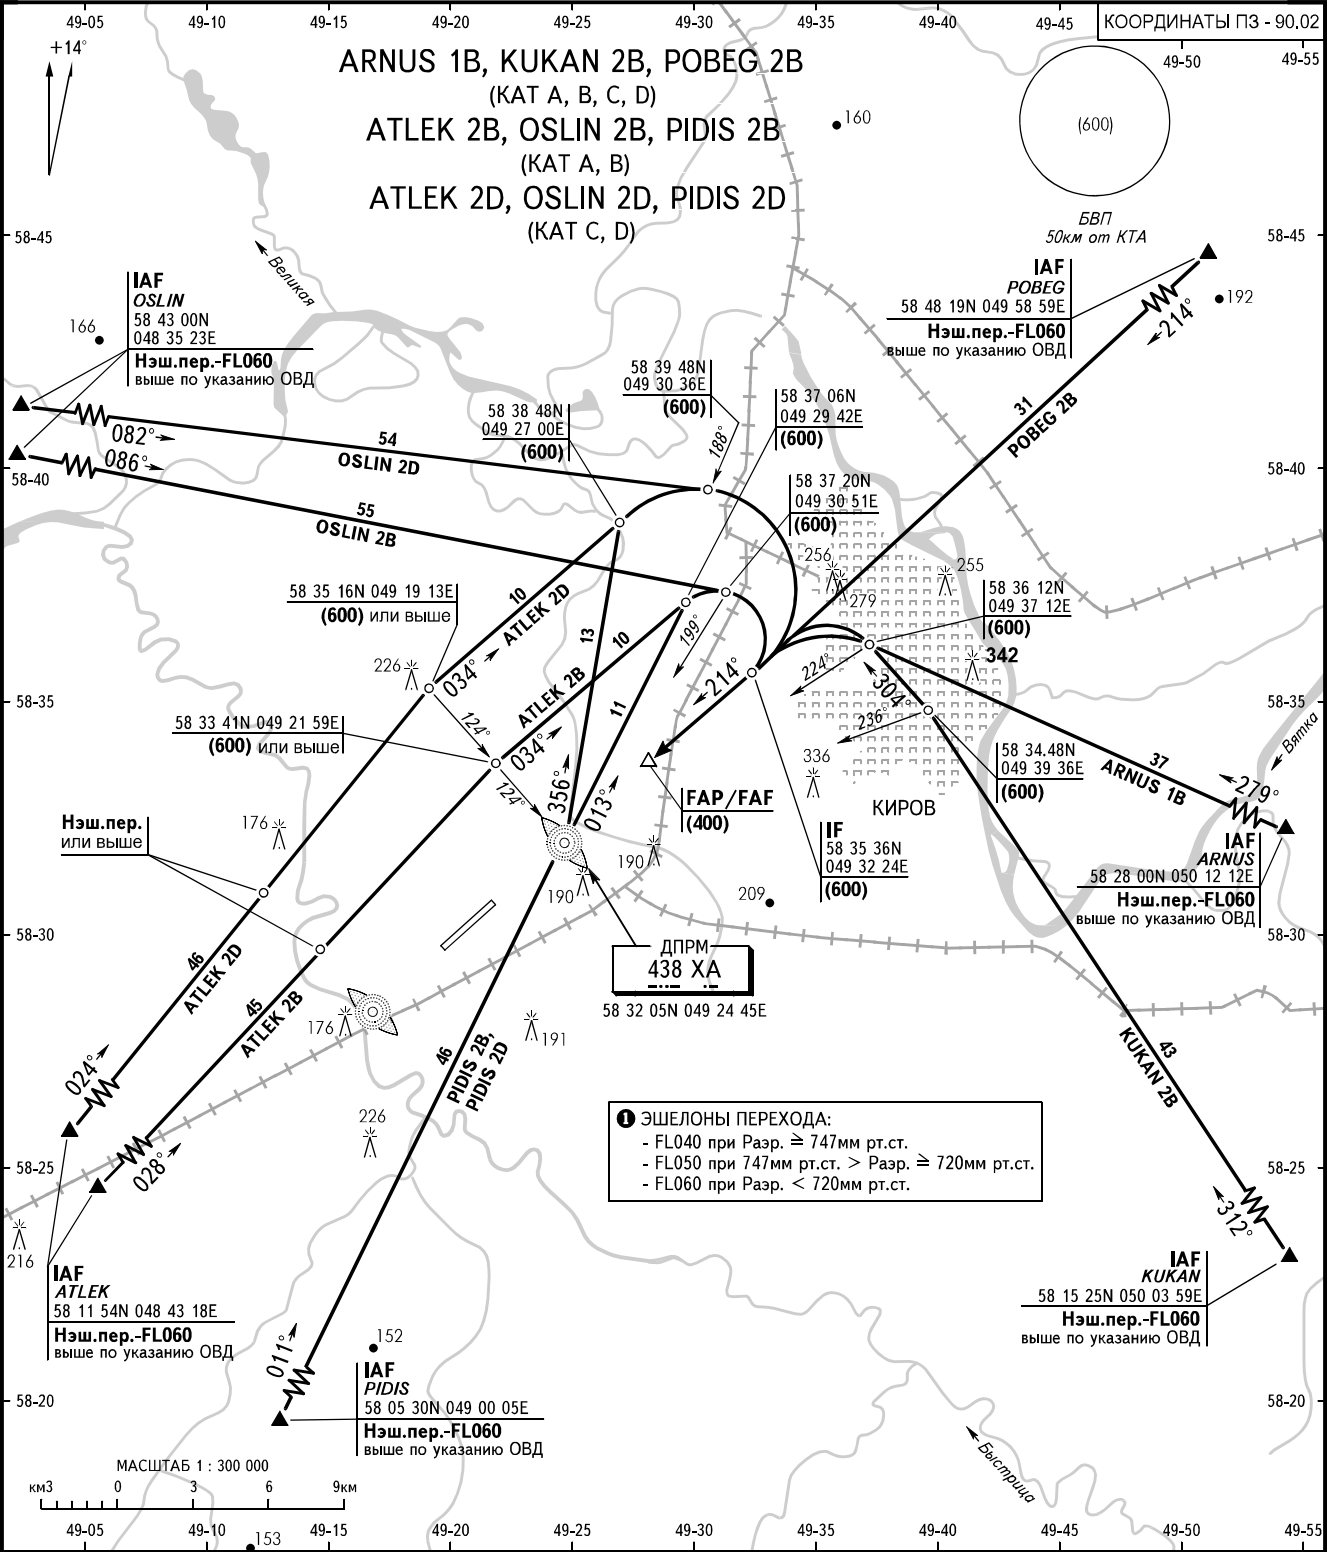 49-05
49-10
49-15
49-20
49-25
49-30
49-35
49-40
49-45
КООРДИНАТЫ ПЗ - 90.02
49-50
49-55
+14°
ARNUS 1B, KUKAN 2B, POBEG 2B
(КАТ A, B, C, D)
ATLEK 2B, OSLIN 2B, PIDIS 2B
(КАТ A, B)
ATLEK 2D, OSLIN 2D, PIDIS 2D
(КАТ C, D)
160
(600)
БВП
50км от КТА
58-45
58-45
Великая
IAF
OSLIN
58 43 00N
048 35 23E
Нэш.пер.-FL060
выше по указанию ОВД
166
IAF
POBEG
58 48 19N 049 58 59E
Нэш.пер.-FL060
выше по указанию ОВД
192
214°
31
POBEG 2B
58 39 48N
049 30 36E
(600)
188°
58 38 48N
049 27 00E
(600)
58 37 06N
049 29 42E
(600)
58 37 20N
049 30 51E
(600)
082°
54
OSLIN 2D
086°
55
OSLIN 2B
58-40
58-40
256
279
255
58 36 12N
049 37 12E
(600)
342
58 35 16N 049 19 13E
(600) или выше
10
ATLEK 2D
034°
13
10
ATLEK 2B
034°
11
199°
214°
224°
304°
236°
226
124°
124°
58-35
58-35
58 33 41N 049 21 59E
(600) или выше
356°
013°
FAP/FAF
(400)
336
КИРОВ
58 34.48N
049 39 36E
(600)
37
ARNUS 1B
279°
Вятка
IF
58 35 36N
049 32 24E
(600)
IAF
ARNUS
58 28 00N 050 12 12E
Нэш.пер.-FL060
выше по указанию ОВД
Нэш.пер.
или выше
176
190
190
209
58-30
58-30
ДПРМ
438 XA
58 32 05N 049 24 45E
46
ATLEK 2D
45
ATLEK 2B
176
191
46
PIDIS 2B,
PIDIS 2D
43
KUKAN 2B
024°
028°
226
1 ЭШЕЛОНЫ ПЕРЕХОДА:
- FL040 при Раэр. ≥ 747мм рт.ст.
- FL050 при 747мм рт.ст. > Раэр. ≥ 720мм рт.ст.
- FL060 при Раэр. < 720мм рт.ст.
58-25
58-25
312°
216
IAF
ATLEK
58 11 54N 048 43 18E
Нэш.пер.-FL060
выше по указанию ОВД
IAF
KUKAN
58 15 25N 050 03 59E
Нэш.пер.-FL060
выше по указанию ОВД
011°
152
IAF
PIDIS
58 05 30N 049 00 05E
Нэш.пер.-FL060
выше по указанию ОВД
58-20
58-20
Быстрица
МАСШТАБ 1 : 300 000
км3
0
3
6
9км
153
49-05
49-10
49-15
49-20
49-25
49-30
49-35
49-40
49-45
49-50
49-55